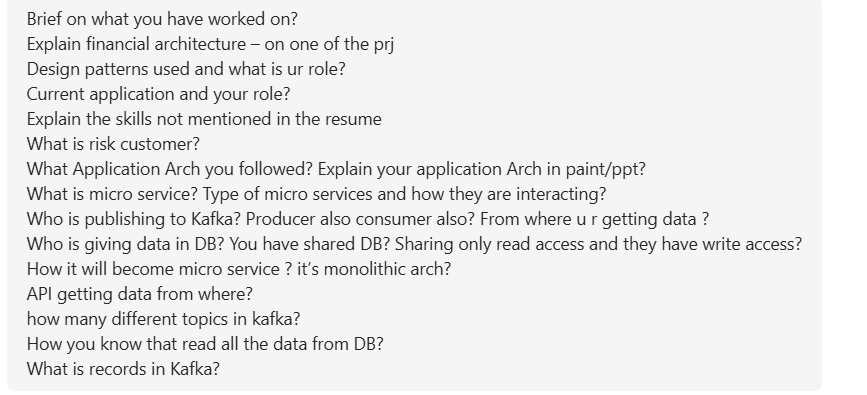 Brief on what you have worked on?
Explain financial architecture – on one of the prj
Design patterns used and what is ur role?
Current application and your role?
Explain the skills not mentioned in the resume
What is risk customer?
What Application Arch you followed? Explain your application Arch in paint/ppt?
What is micro service? Type of micro services and how they are interacting?
Who is publishing to Kafka? Producer also consumer also? From where u r getting data ?
Who is giving data in DB? You have shared DB? Sharing only read access and they have write access?
How it will become micro service ? it’s monolithic arch?
API getting data from where?
how many different topics in kafka?
How you know that read all the data from DB?
What is records in Kafka?